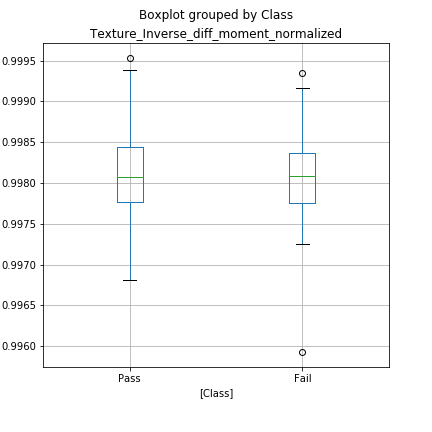 Boxplot grouped by Class
Texture_Inverse_diff_moment_normalized
0.9995
0.9990
0.9985
0.9980
0.9975
0.9970
0.9965
0.9960
Pass Fail
[Class]